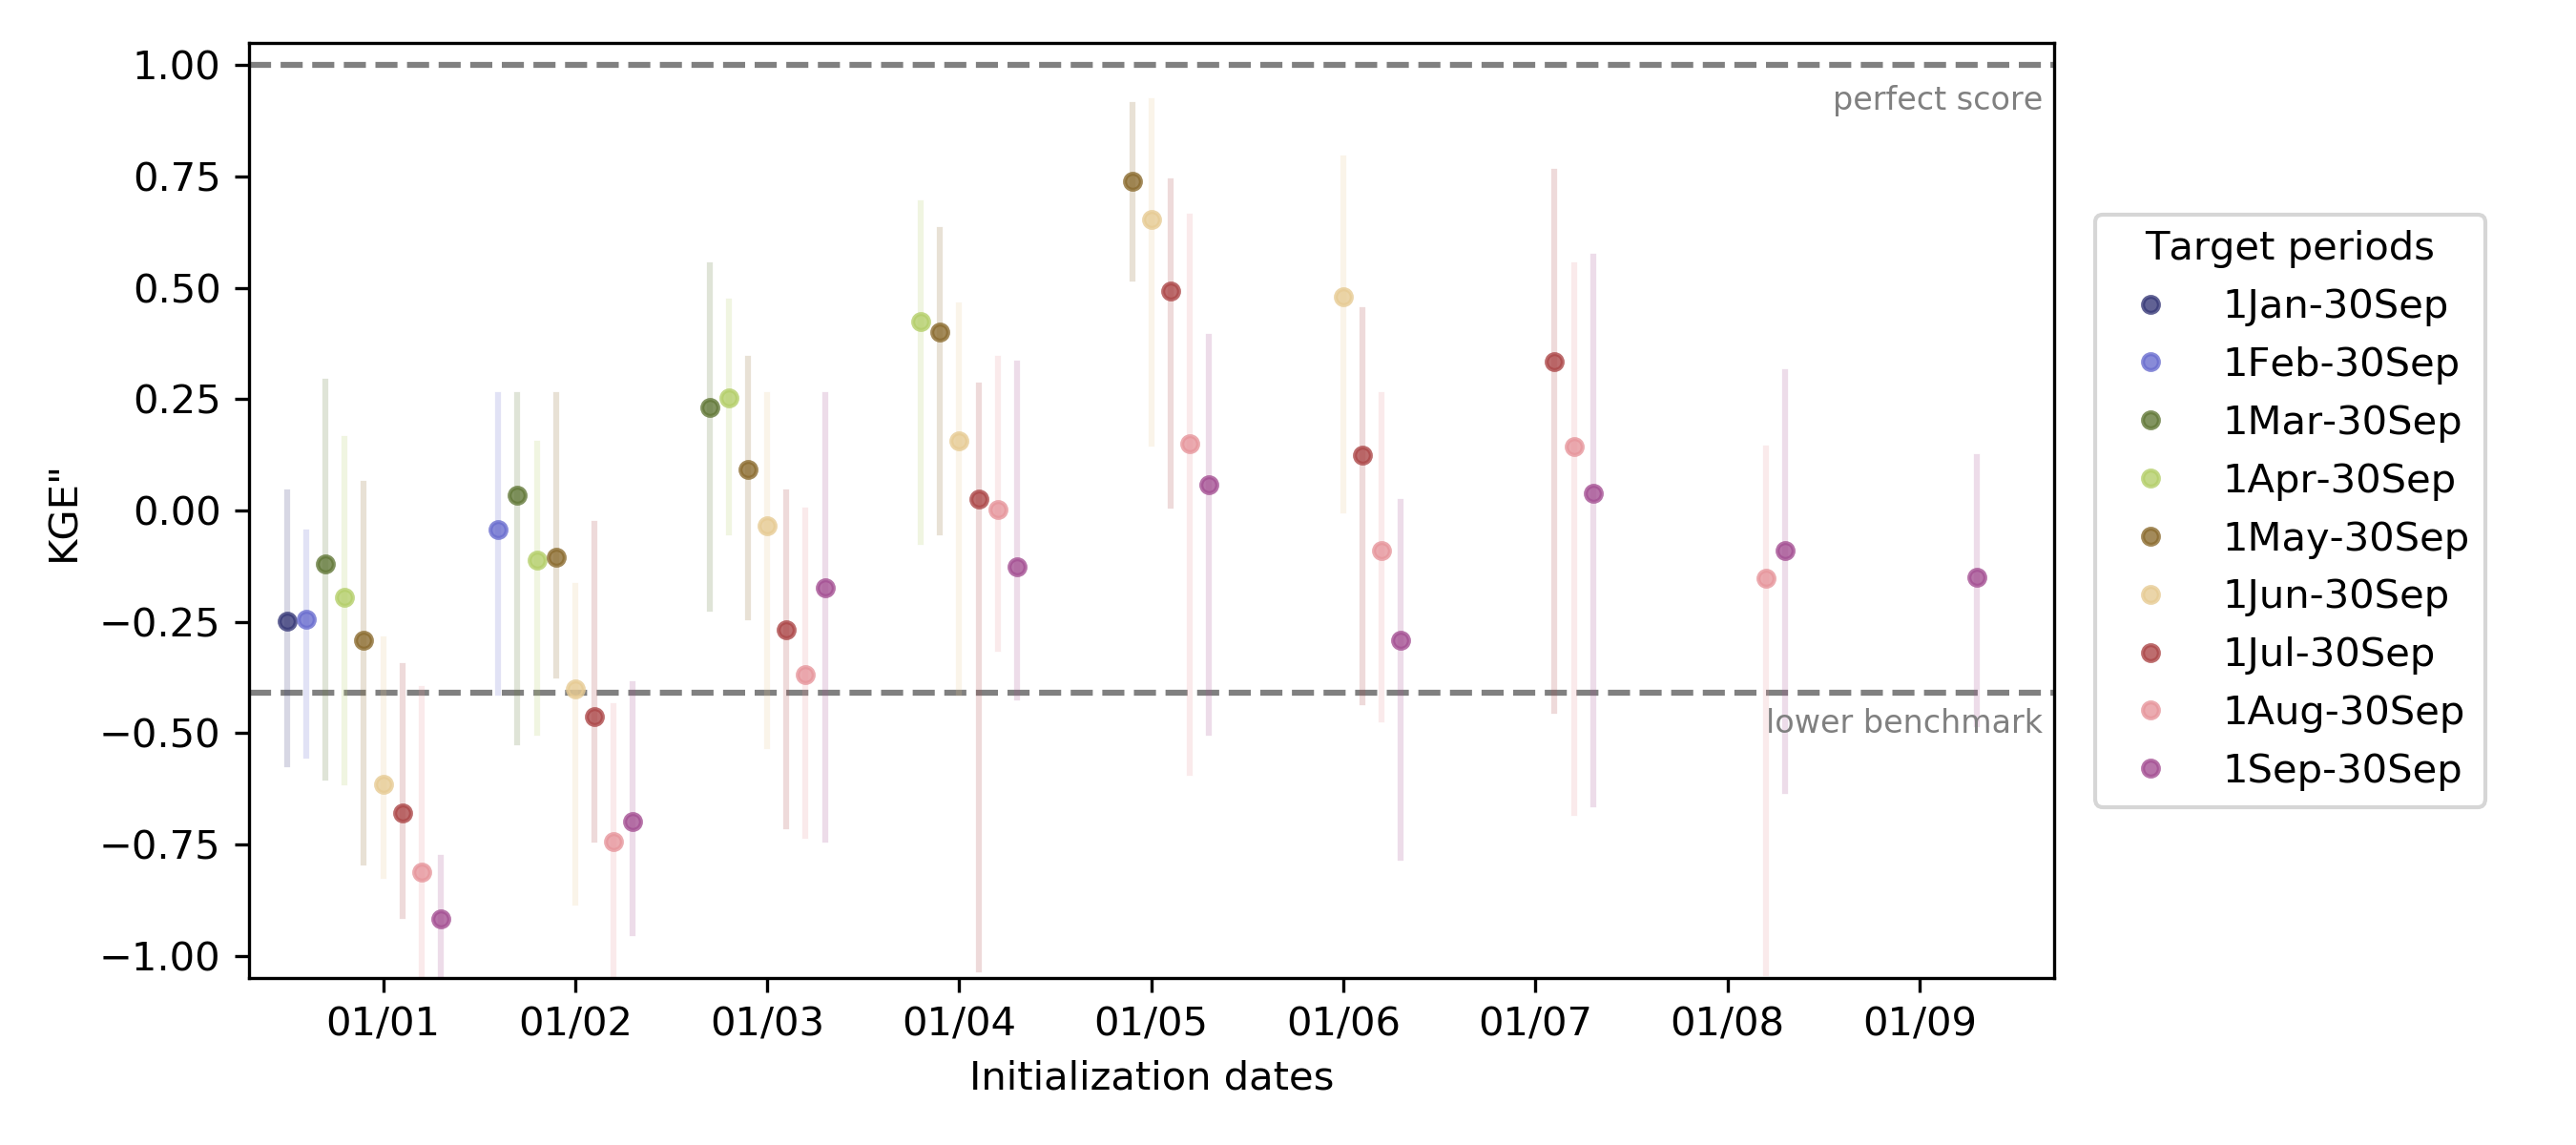 1.00
0.75
0.50
0.25
0.00
−0.25
−0.50
−0.75
−1.00
KGE"
perfect score
lower benchmark
01/01 01/02 01/03 01/04 01/05 01/06 01/07 01/08 01/09
Initialization dates
Target periods
1Jan-30Sep
1Feb-30Sep
1Mar-30Sep
1Apr-30Sep
1May-30Sep
1Jun-30Sep
1Jul-30Sep
1Aug-30Sep
1Sep-30Sep